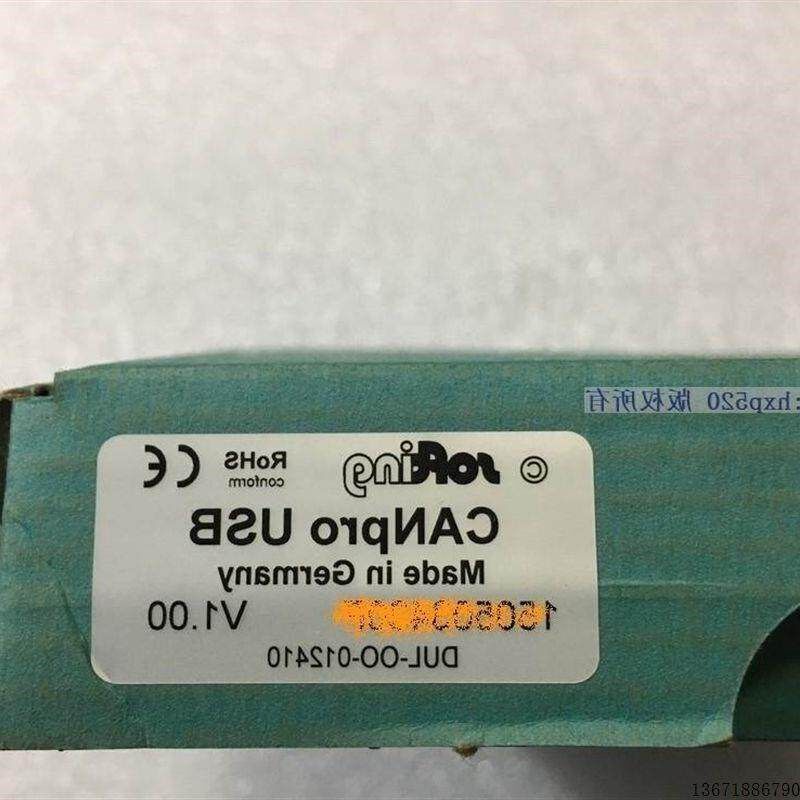 :hxp520 版权所有
© softing RoHS conform CE
CANpro USB
Made in Germany
V1.00
DUL-OO-012410
13671886790